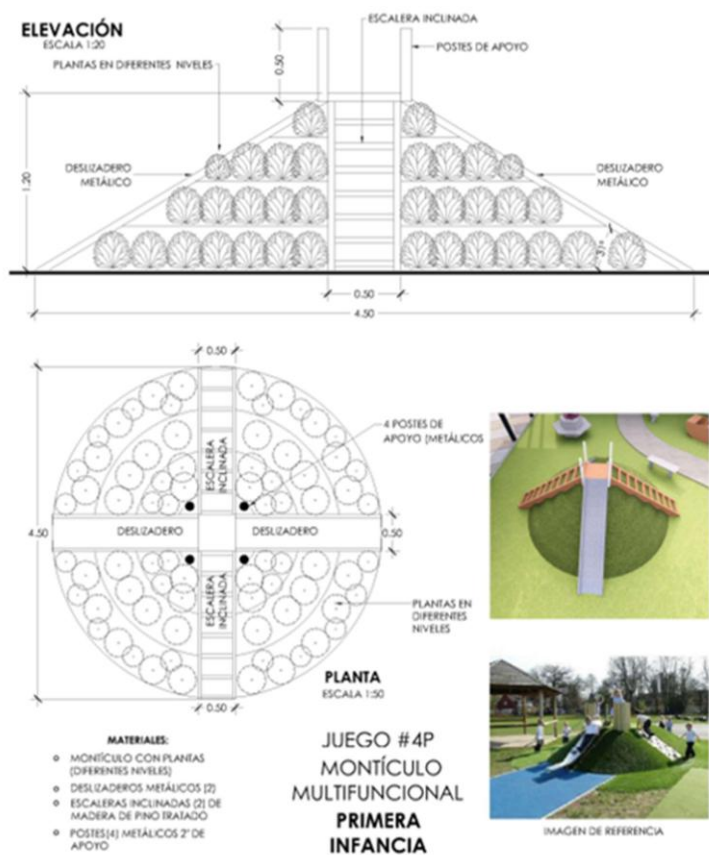 ELEVACIÓN
ESCALA 1:20
PLANTAS EN DIFERENTES NIVELES
ESCALERA INCLINADA
POSTES DE APOYO
0.50
1.20
DESLIZADERO
METÁLICO
DESLIZADERO
METÁLICO
0.50
4.50
0.50
4 POSTES DE
APOYO (METÁLICOS
ESCALERA
INCLINADA
4.50
DESLIZADERO
DESLIZADERO
0.50
ESCALERA
INCLINADA
PLANTAS EN
DIFERENTES
NIVELES
PLANTA
ESCALA 1:50
0.50
MATERIALES:
MONTÍCULO CON PLANTAS
(DIFERENTES NIVELES)
DESLIZADEROS METÁLICOS (2)
ESCALERAS INCLINADAS (2) DE
MADERA DE PINO TRATADO
POSTES(4) METÁLICOS 2" DE
APOYO
JUEGO #4P
MONTÍCULO
MULTIFUNCIONAL
PRIMERA
INFANCIA
IMAGEN DE REFERENCIA